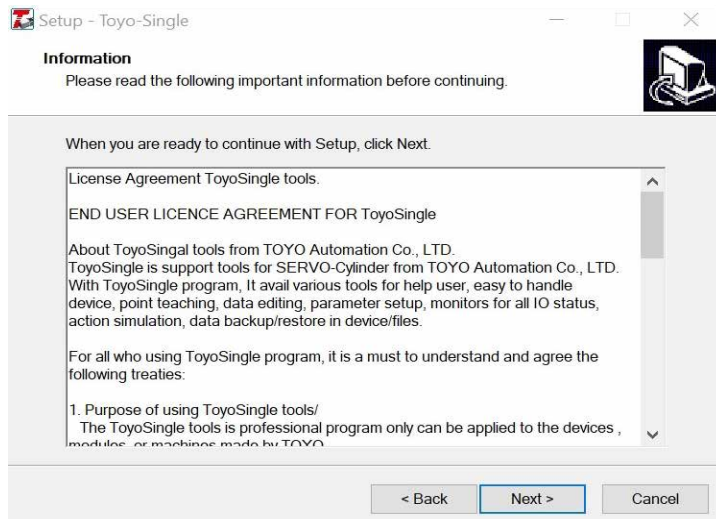 Setup - Toyo-Single
Information
Please read the following important information before continuing.
When you are ready to continue with Setup, click Next.
License Agreement ToyoSingle tools.
END USER LICENCE AGREEMENT FOR ToyoSingle
About ToyoSingal tools from TOYO Automation Co., LTD.
ToyoSingle is support tools for SERVO-Cylinder from TOYO Automation Co., LTD.
With ToyoSingle program, It avail various tools for help user, easy to handle
device, point teaching, data editing, parameter setup, monitors for all IO status,
action simulation, data backup/restore in device/files.
For all who using ToyoSingle program, it is a must to understand and agree the
following treaties:
1. Purpose of using ToyoSingle tools/
The ToyoSingle tools is professional program only can be applied to the devices ,
modules, or machines made by TOYO
< Back Next > Cancel